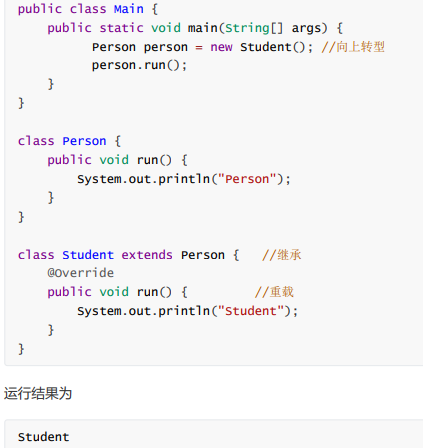 public class Main {
    public static void main(String[] args) {
          Person person = new Student(); //向上转型
          person.run();
    }
}

class Person {
    public void run() {
        System.out.println("Person");
    }
}

class Student extends Person {   //继承
    @Override
    public void run() {         //重载
        System.out.println("Student");
    }
}
运行结果为
Student